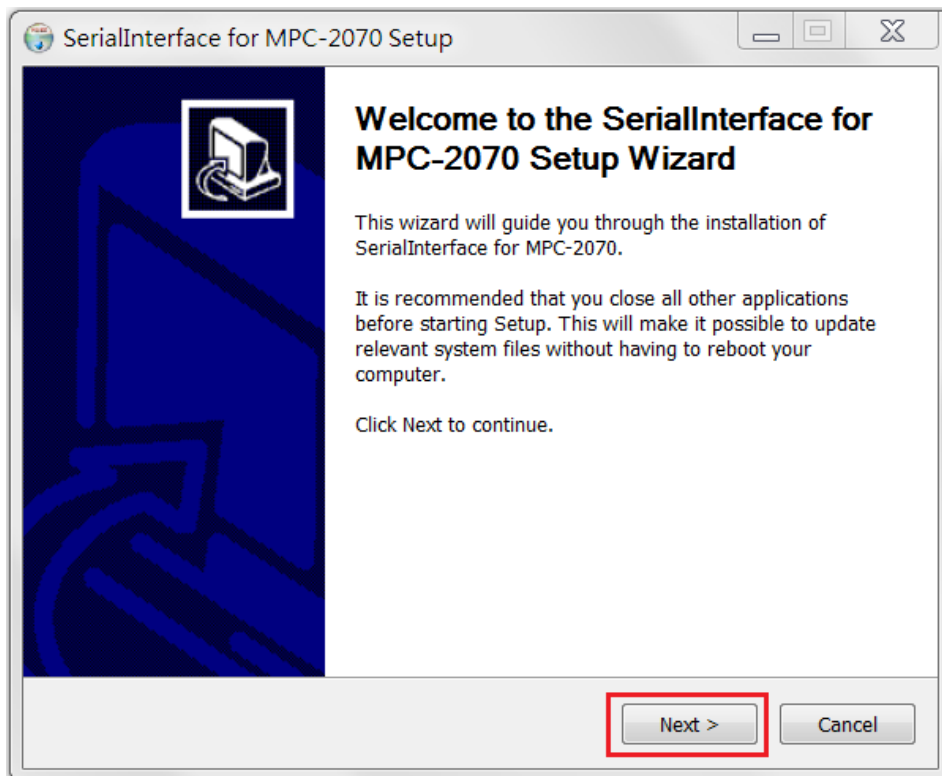 SerialInterface for MPC-2070 Setup
Welcome to the SerialInterface for
MPC-2070 Setup Wizard
This wizard will guide you through the installation of
SerialInterface for MPC-2070.
It is recommended that you close all other applications
before starting Setup. This will make it possible to update
relevant system files without having to reboot your
computer.
Click Next to continue.
Next >
Cancel